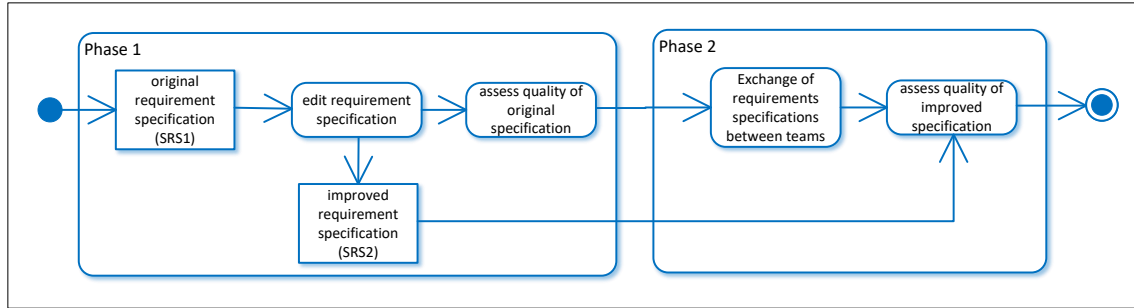 Phase 1
original
requirement
specification
(SRS1)
edit requirement
specification
assess quality of
original
specification
improved
requirement
specification
(SRS2)
Phase 2
Exchange of
requirements
specifications
between teams
assess quality of
improved
specification